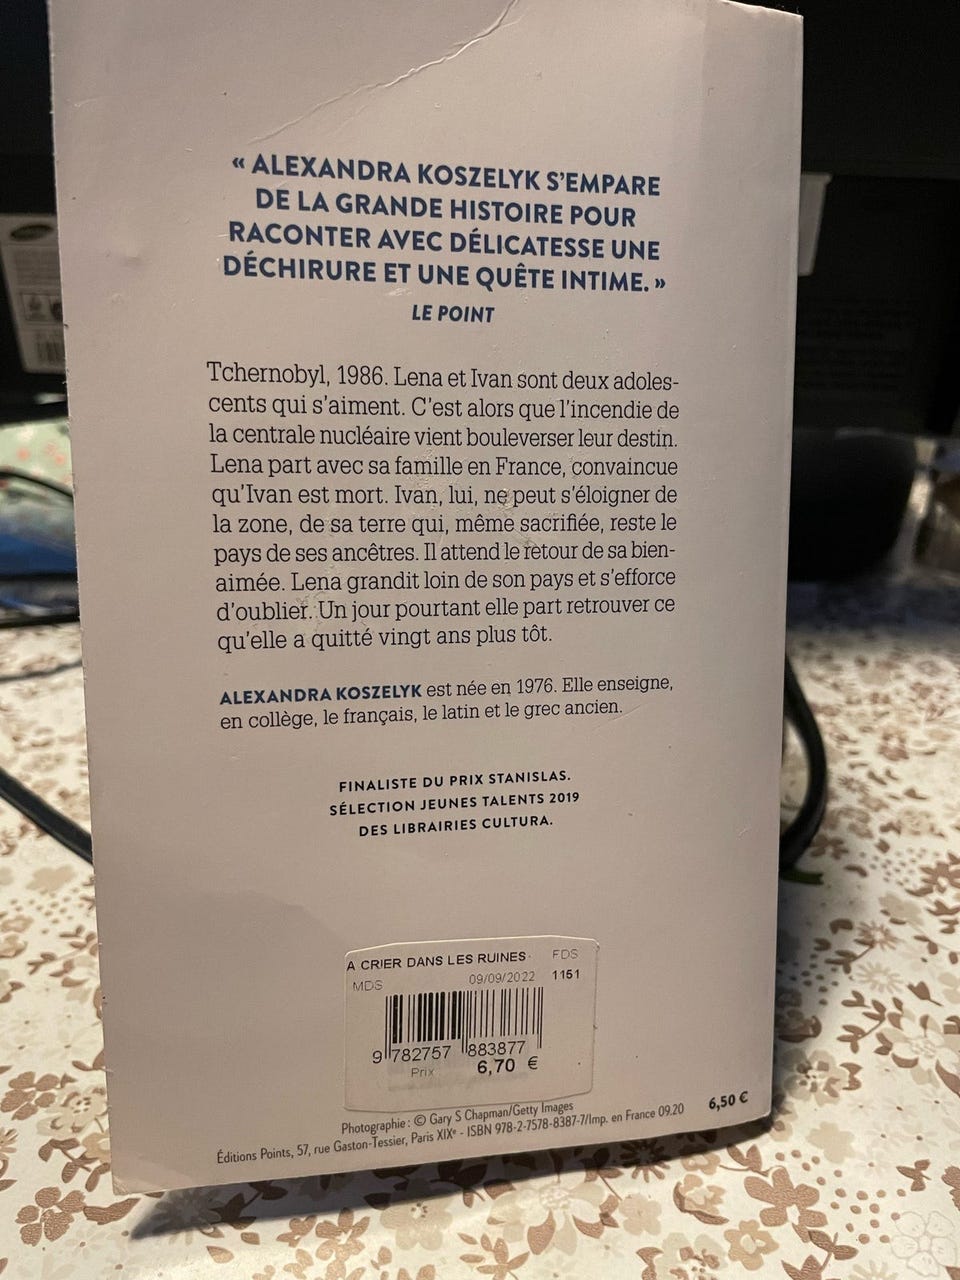 « ALEXANDRA KOSZELYK S'EMPARE
DE LA GRANDE HISTOIRE POUR
RACONTER AVEC DÉLICATESSE UNE
DÉCHIRURE ET UNE QUÊTE INTIME. »
LE POINT
Tchernobyl, 1986. Lena et Ivan sont deux adoles-
cents qui s'aiment. C'est alors que l'incendie de
la centrale nucléaire vient bouleverser leur destin.
Lena part avec sa famille en France, convaincue
qu'Ivan est mort. Ivan, lui, ne peut s'éloigner de
la zone, de sa terre qui, même sacrifiée, reste le
pays de ses ancêtres. Il attend le retour de sa bien-
aimée. Lena grandit loin de son pays et s'efforce
d'oublier. Un jour pourtant elle part retrouver ce
qu'elle a quitté vingt ans plus tôt.
ALEXANDRA KOSZELYK est née en 1976. Elle enseigne,
en collège, le français, le latin et le grec ancien.
FINALISTE DU PRIX STANISLAS.
SÉLECTION JEUNES TALENTS 2019
DES LIBRAIRIES CULTURA.
A CRIER DANS LES RUINES FDS
MDS 09/09/2022 1151
9 782757 883877
Prix 6,70 €
Photographie : © Gary S Chapman/Getty Images
Éditions Points, 57, rue Gaston-Tessier, Paris XIXe - ISBN 978-2-7578-8387-7/Imp. en France 09.20
6,50 €